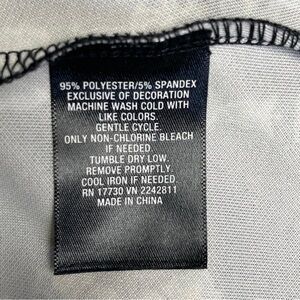 95% POLYESTER/5% SPANDEX
EXCLUSIVE OF DECORATION
MACHINE WASH COLD WITH
LIKE COLORS.
GENTLE CYCLE.
ONLY NON-CHLORINE BLEACH
IF NEEDED.
TUMBLE DRY LOW.
REMOVE PROMPTLY.
COOL IRON IF NEEDED.
RN 17730 VN 2242811
MADE IN CHINA